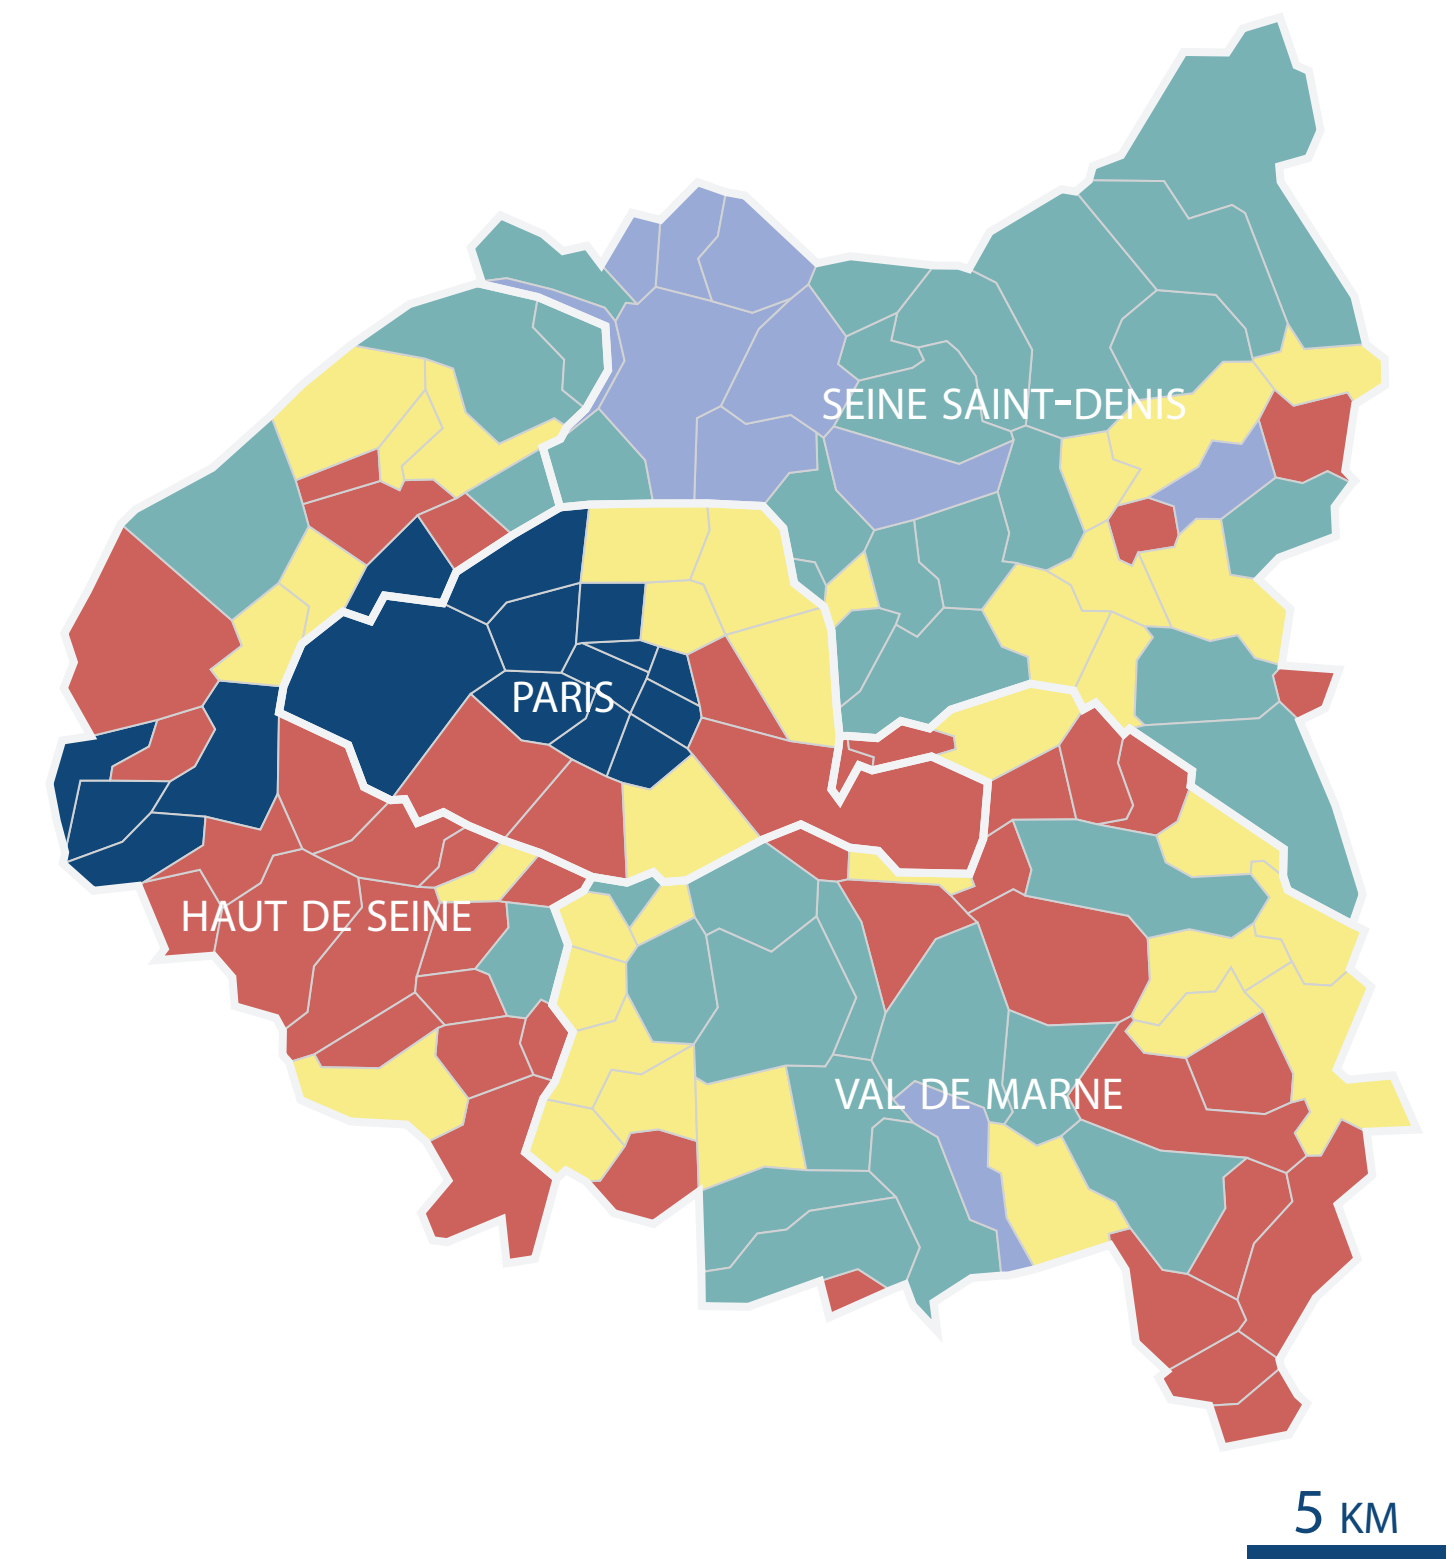 SEINE SAINT-DENIS
PARIS
HAUT DE SEINE
VAL DE MARNE
5 KM